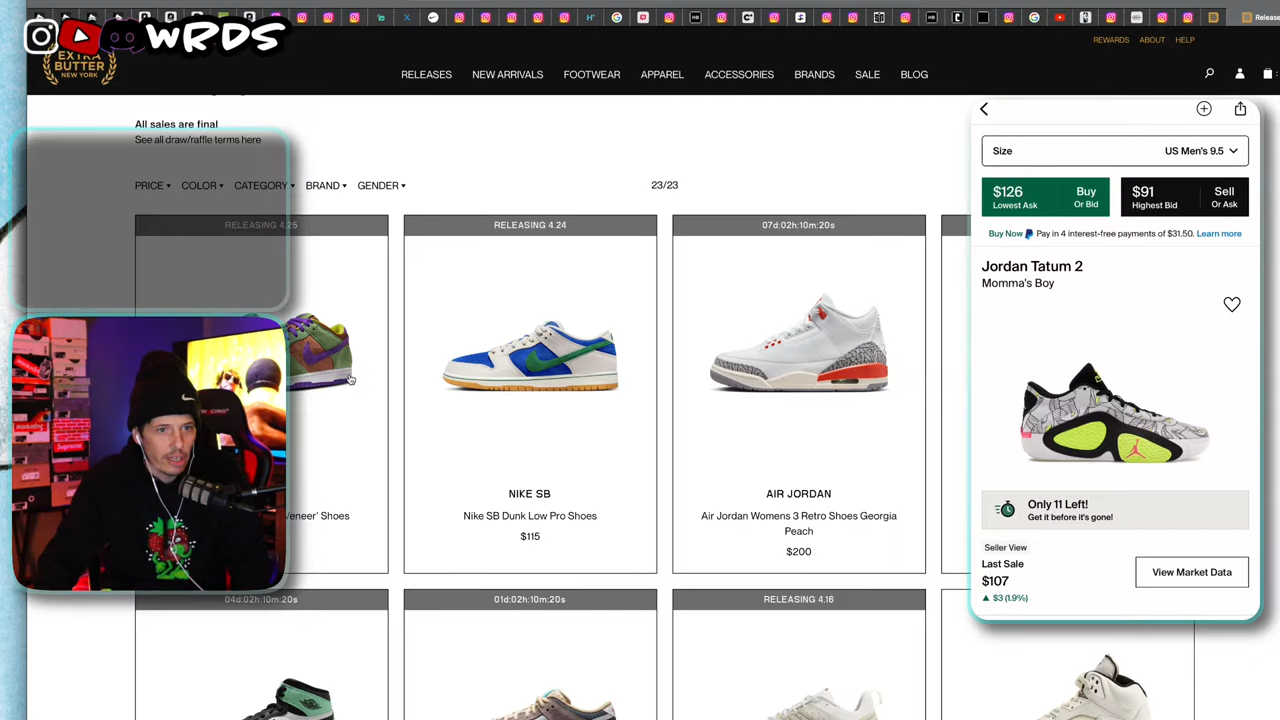 WRDS
EXTRA
BUTTER
NEW YORK
REWARDS ABOUT HELP
RELEASES NEW ARRIVALS FOOTWEAR APPAREL ACCESSORIES BRANDS SALE BLOG
Release
All sales are final
See all draw/raffle terms here
PRICE COLOR CATEGORY BRAND GENDER
23/23
RELEASING 4.25
RELEASING 4.24
07d:02h:10m:20s
NIKE SB
Nike SB Dunk Low Pro Shoes
$115
AIR JORDAN
Air Jordan Womens 3 Retro Shoes Georgia
Peach
$200
Veneer' Shoes
04d:02h:10m:20s
01d:02h:10m:20s
RELEASING 4.16
Size US Men's 9.5
$126
Lowest Ask
Buy
Or Bid
$91
Highest Bid
Sell
Or Ask
Buy Now Pay in 4 interest-free payments of $31.50. Learn more
Jordan Tatum 2
Momma's Boy
Only 11 Left!
Get it before it's gone!
Seller View
Last Sale
$107
▲ $3 (1.9%)
View Market Data
Supreme